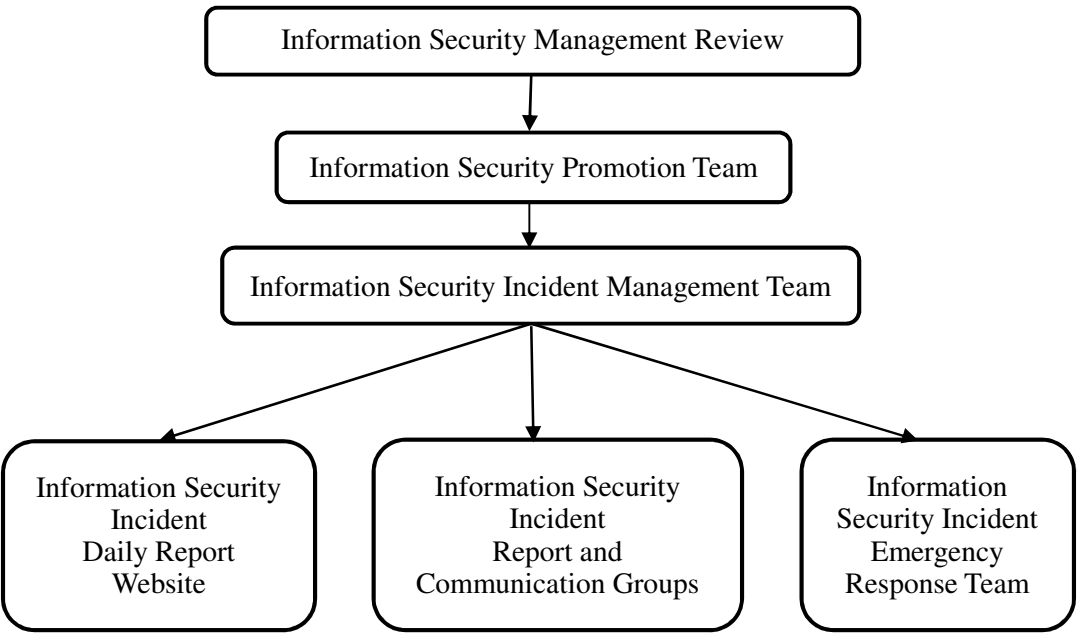 Information Security Management Review
Information Security Promotion Team
Information Security Incident Management Team
Information Security
Incident
Daily Report
Website
Information Security
Incident
Report and
Communication Groups
Information
Security Incident
Emergency
Response Team